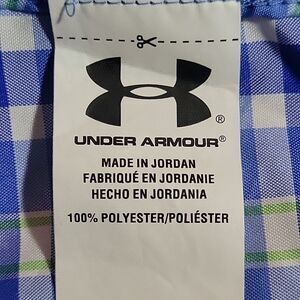 UNDER ARMOUR®
MADE IN JORDAN
FABRIQUÉ EN JORDANIE
HECHO EN JORDANIA
100% POLYESTER/POLIÉSTER